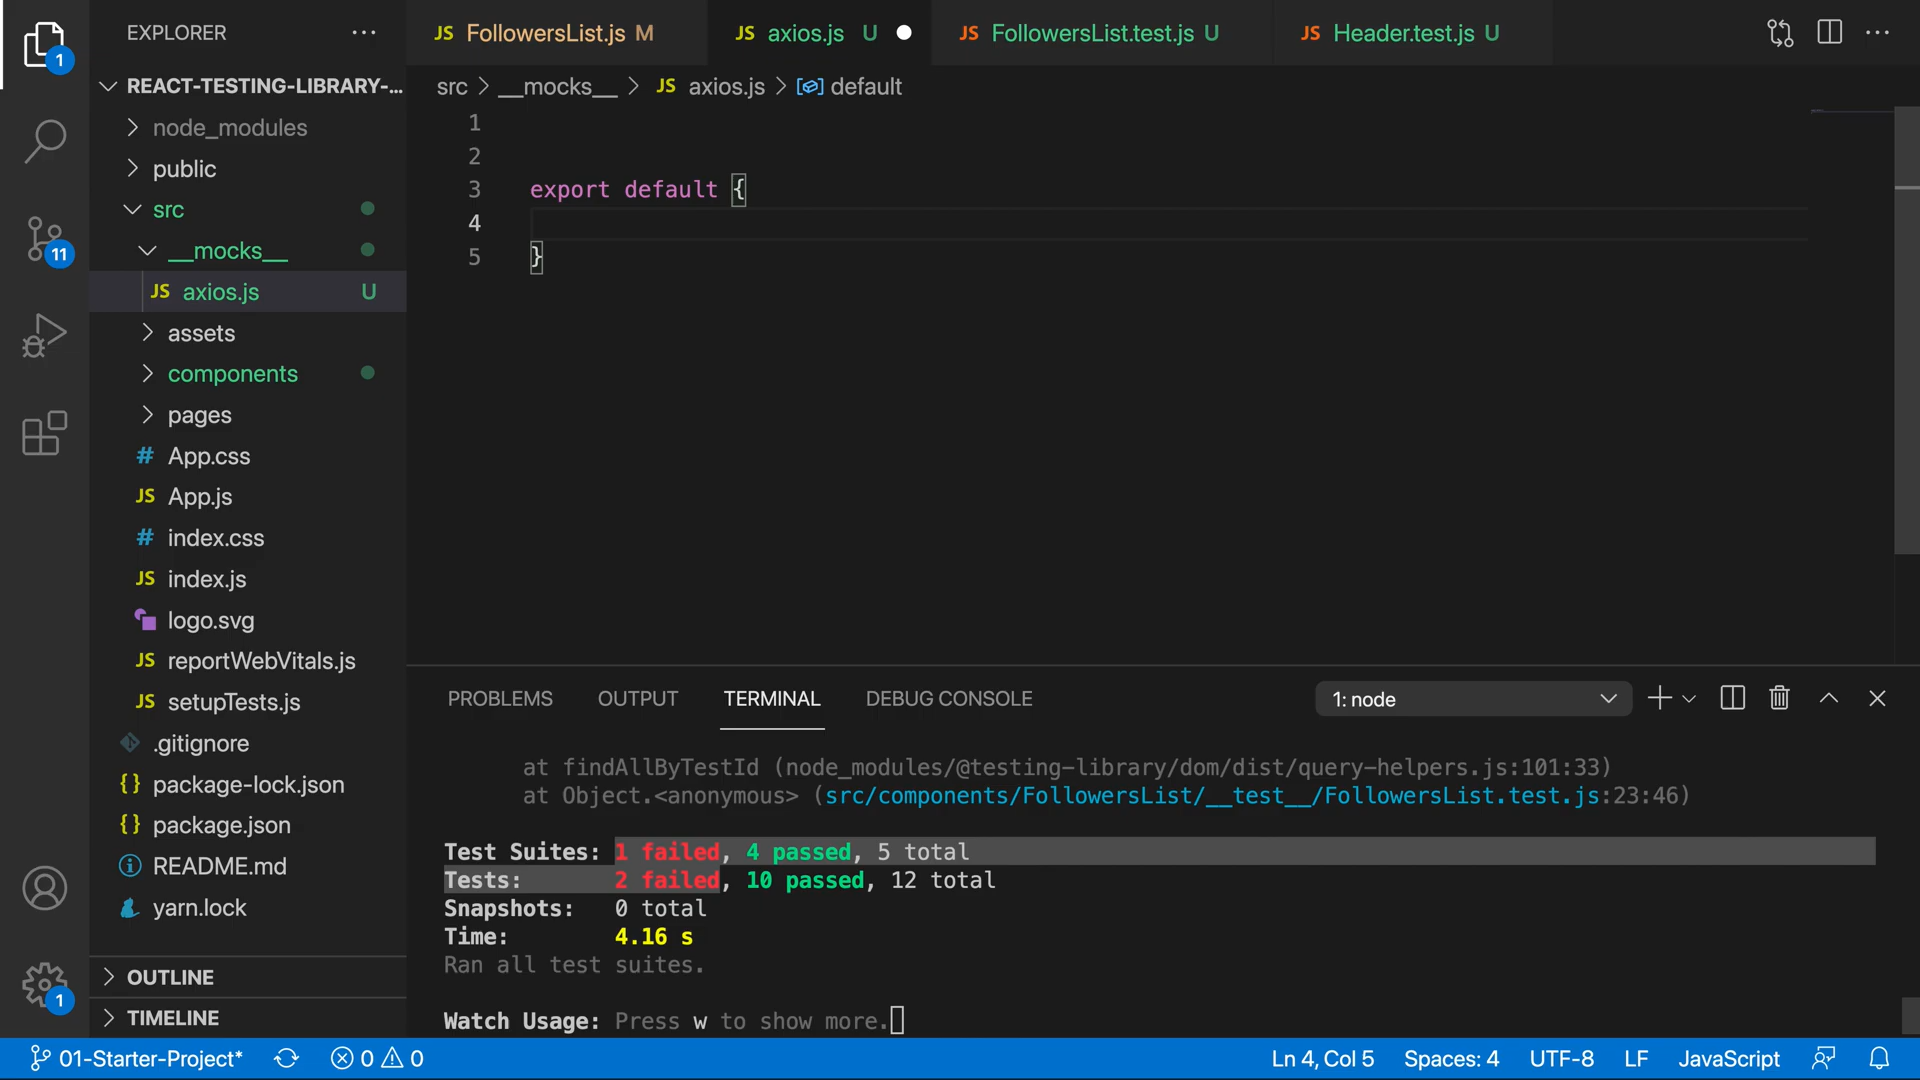 EXPLORER
REACT-TESTING-LIBRARY-...
node_modules
public
src
__mocks__
JS axios.js U
assets
components
pages
# App.css
JS App.js
# index.css
JS index.js
logo.svg
JS reportWebVitals.js
JS setupTests.js
.gitignore
{} package-lock.json
{} package.json
README.md
yarn.lock
OUTLINE
TIMELINE
1
11
1
JS FollowersList.js M
JS axios.js U
JS FollowersList.test.js U
JS Header.test.js U
src > __mocks__ > JS axios.js > default
1
2
3 export default {
4
5 }
PROBLEMS OUTPUT TERMINAL DEBUG CONSOLE 1: node
at findAllByTestId (node_modules/@testing-library/dom/dist/query-helpers.js:101:33)
at Object.<anonymous> (src/components/FollowersList/__test__/FollowersList.test.js:23:46)
Test Suites: 1 failed, 4 passed, 5 total
Tests: 2 failed, 10 passed, 12 total
Snapshots: 0 total
Time: 4.16 s
Ran all test suites.
Watch Usage: Press w to show more.
01-Starter-Project* 0 0 Ln 4, Col 5 Spaces: 4 UTF-8 LF JavaScript